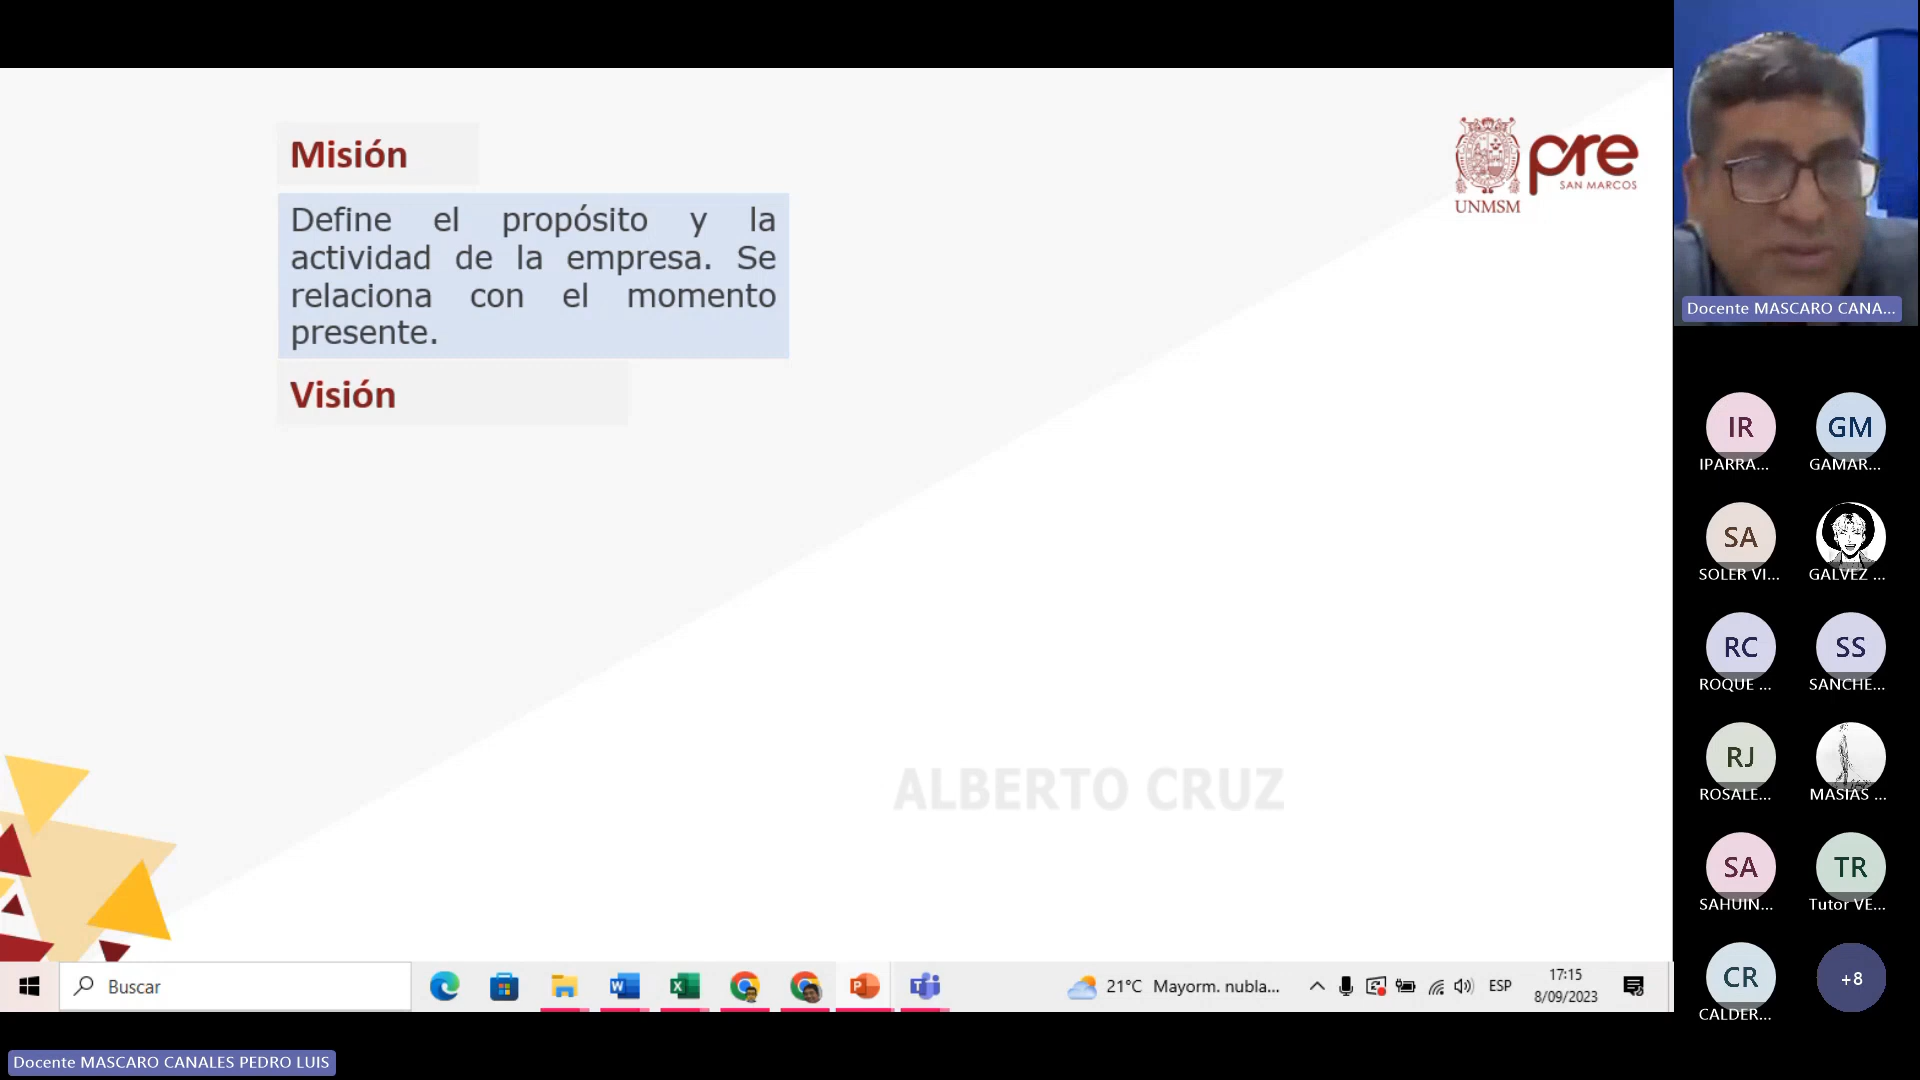 Misión
Define el propósito y la
actividad de la empresa. Se
relaciona con el momento
presente.
Visión
UNMSM
pre
SAN MARCOS
ALBERTO CRUZ
Docente MASCARO CANA...
IR
IPARRA...
GM
GAMAR...
SA
SOLER VI...
GALVEZ ...
RC
ROQUE ...
SS
SANCHE...
RJ
ROSALE...
MASIAS ...
SA
SAHUIN...
TR
Tutor VE...
CR
CALDER...
+8
Buscar
21°C Mayorm. nubla...
ESP
17:15
8/09/2023
Docente MASCARO CANALES PEDRO LUIS